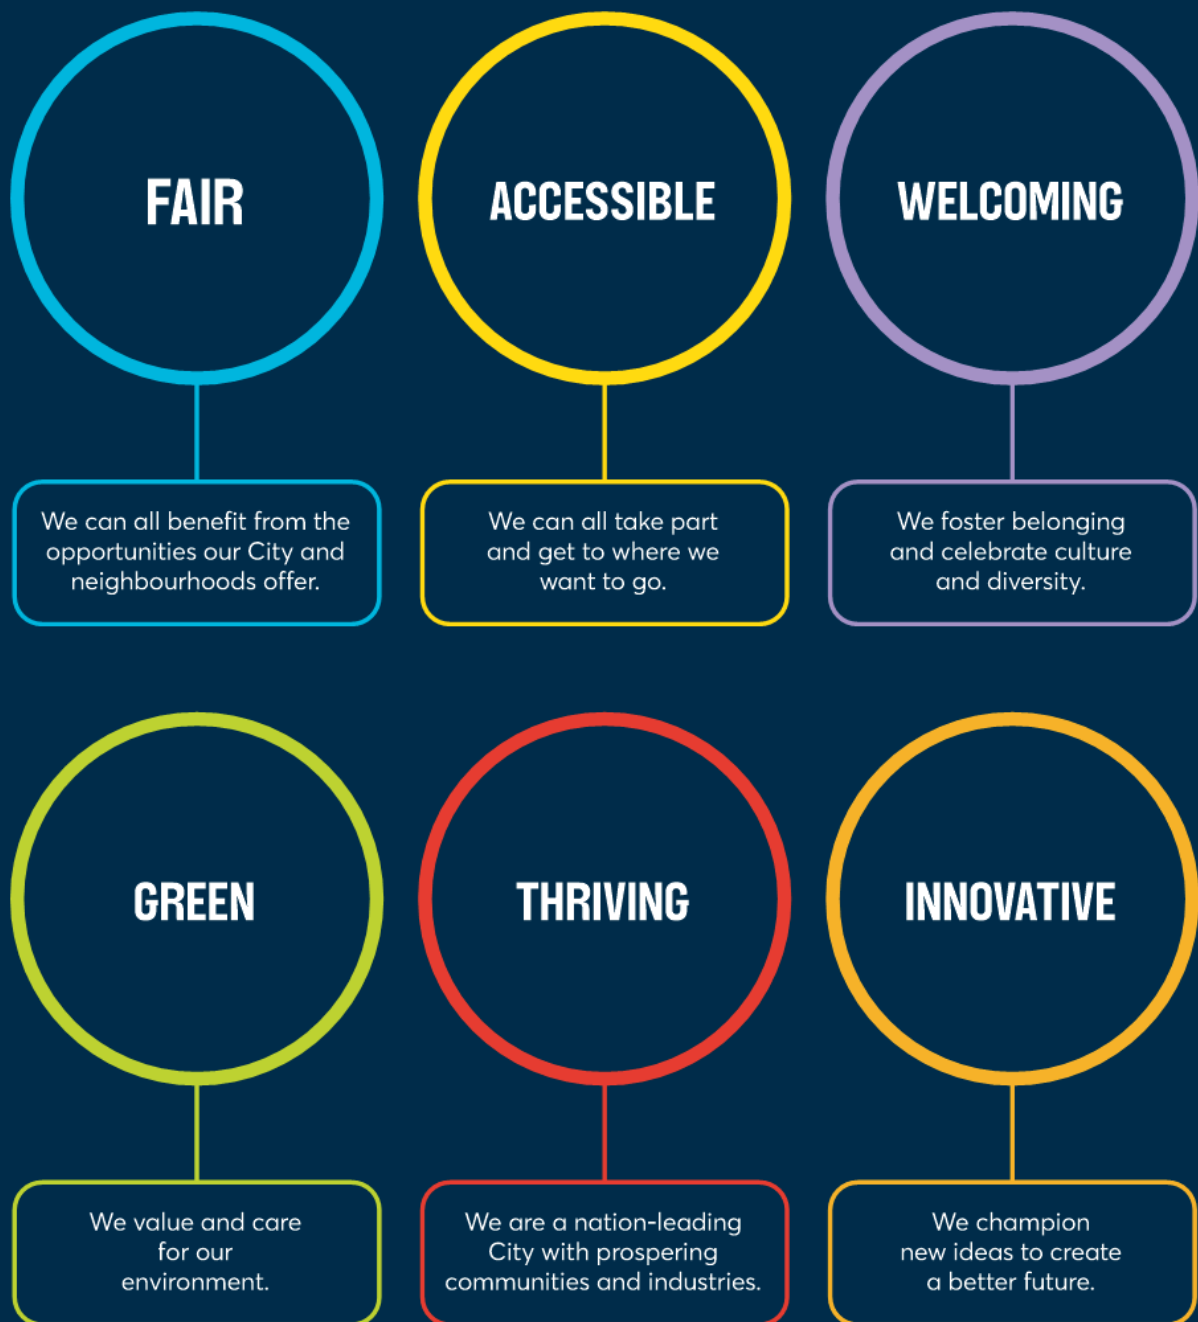 FAIR
We can all benefit from the
opportunities our City and
neighbourhoods offer.
ACCESSIBLE
We can all take part
and get to where we
want to go.
WELCOMING
We foster belonging
and celebrate culture
and diversity.
GREEN
We value and care
for our
environment.
THRIVING
We are a nation-leading
City with prospering
communities and industries.
INNOVATIVE
We champion
new ideas to create
a better future.